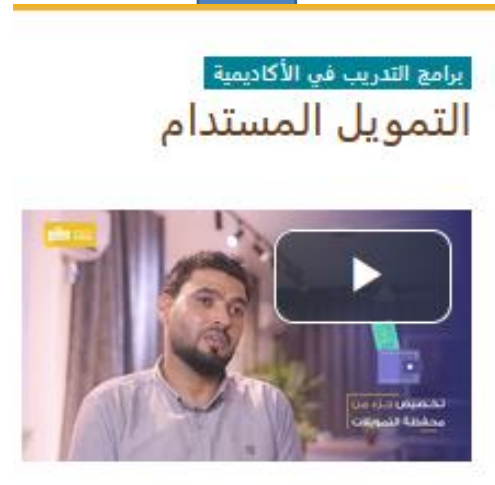 برامج التدريب في الأكاديمية
التمويل المستدام
تخصيص جزء من
محفظة التمويلات